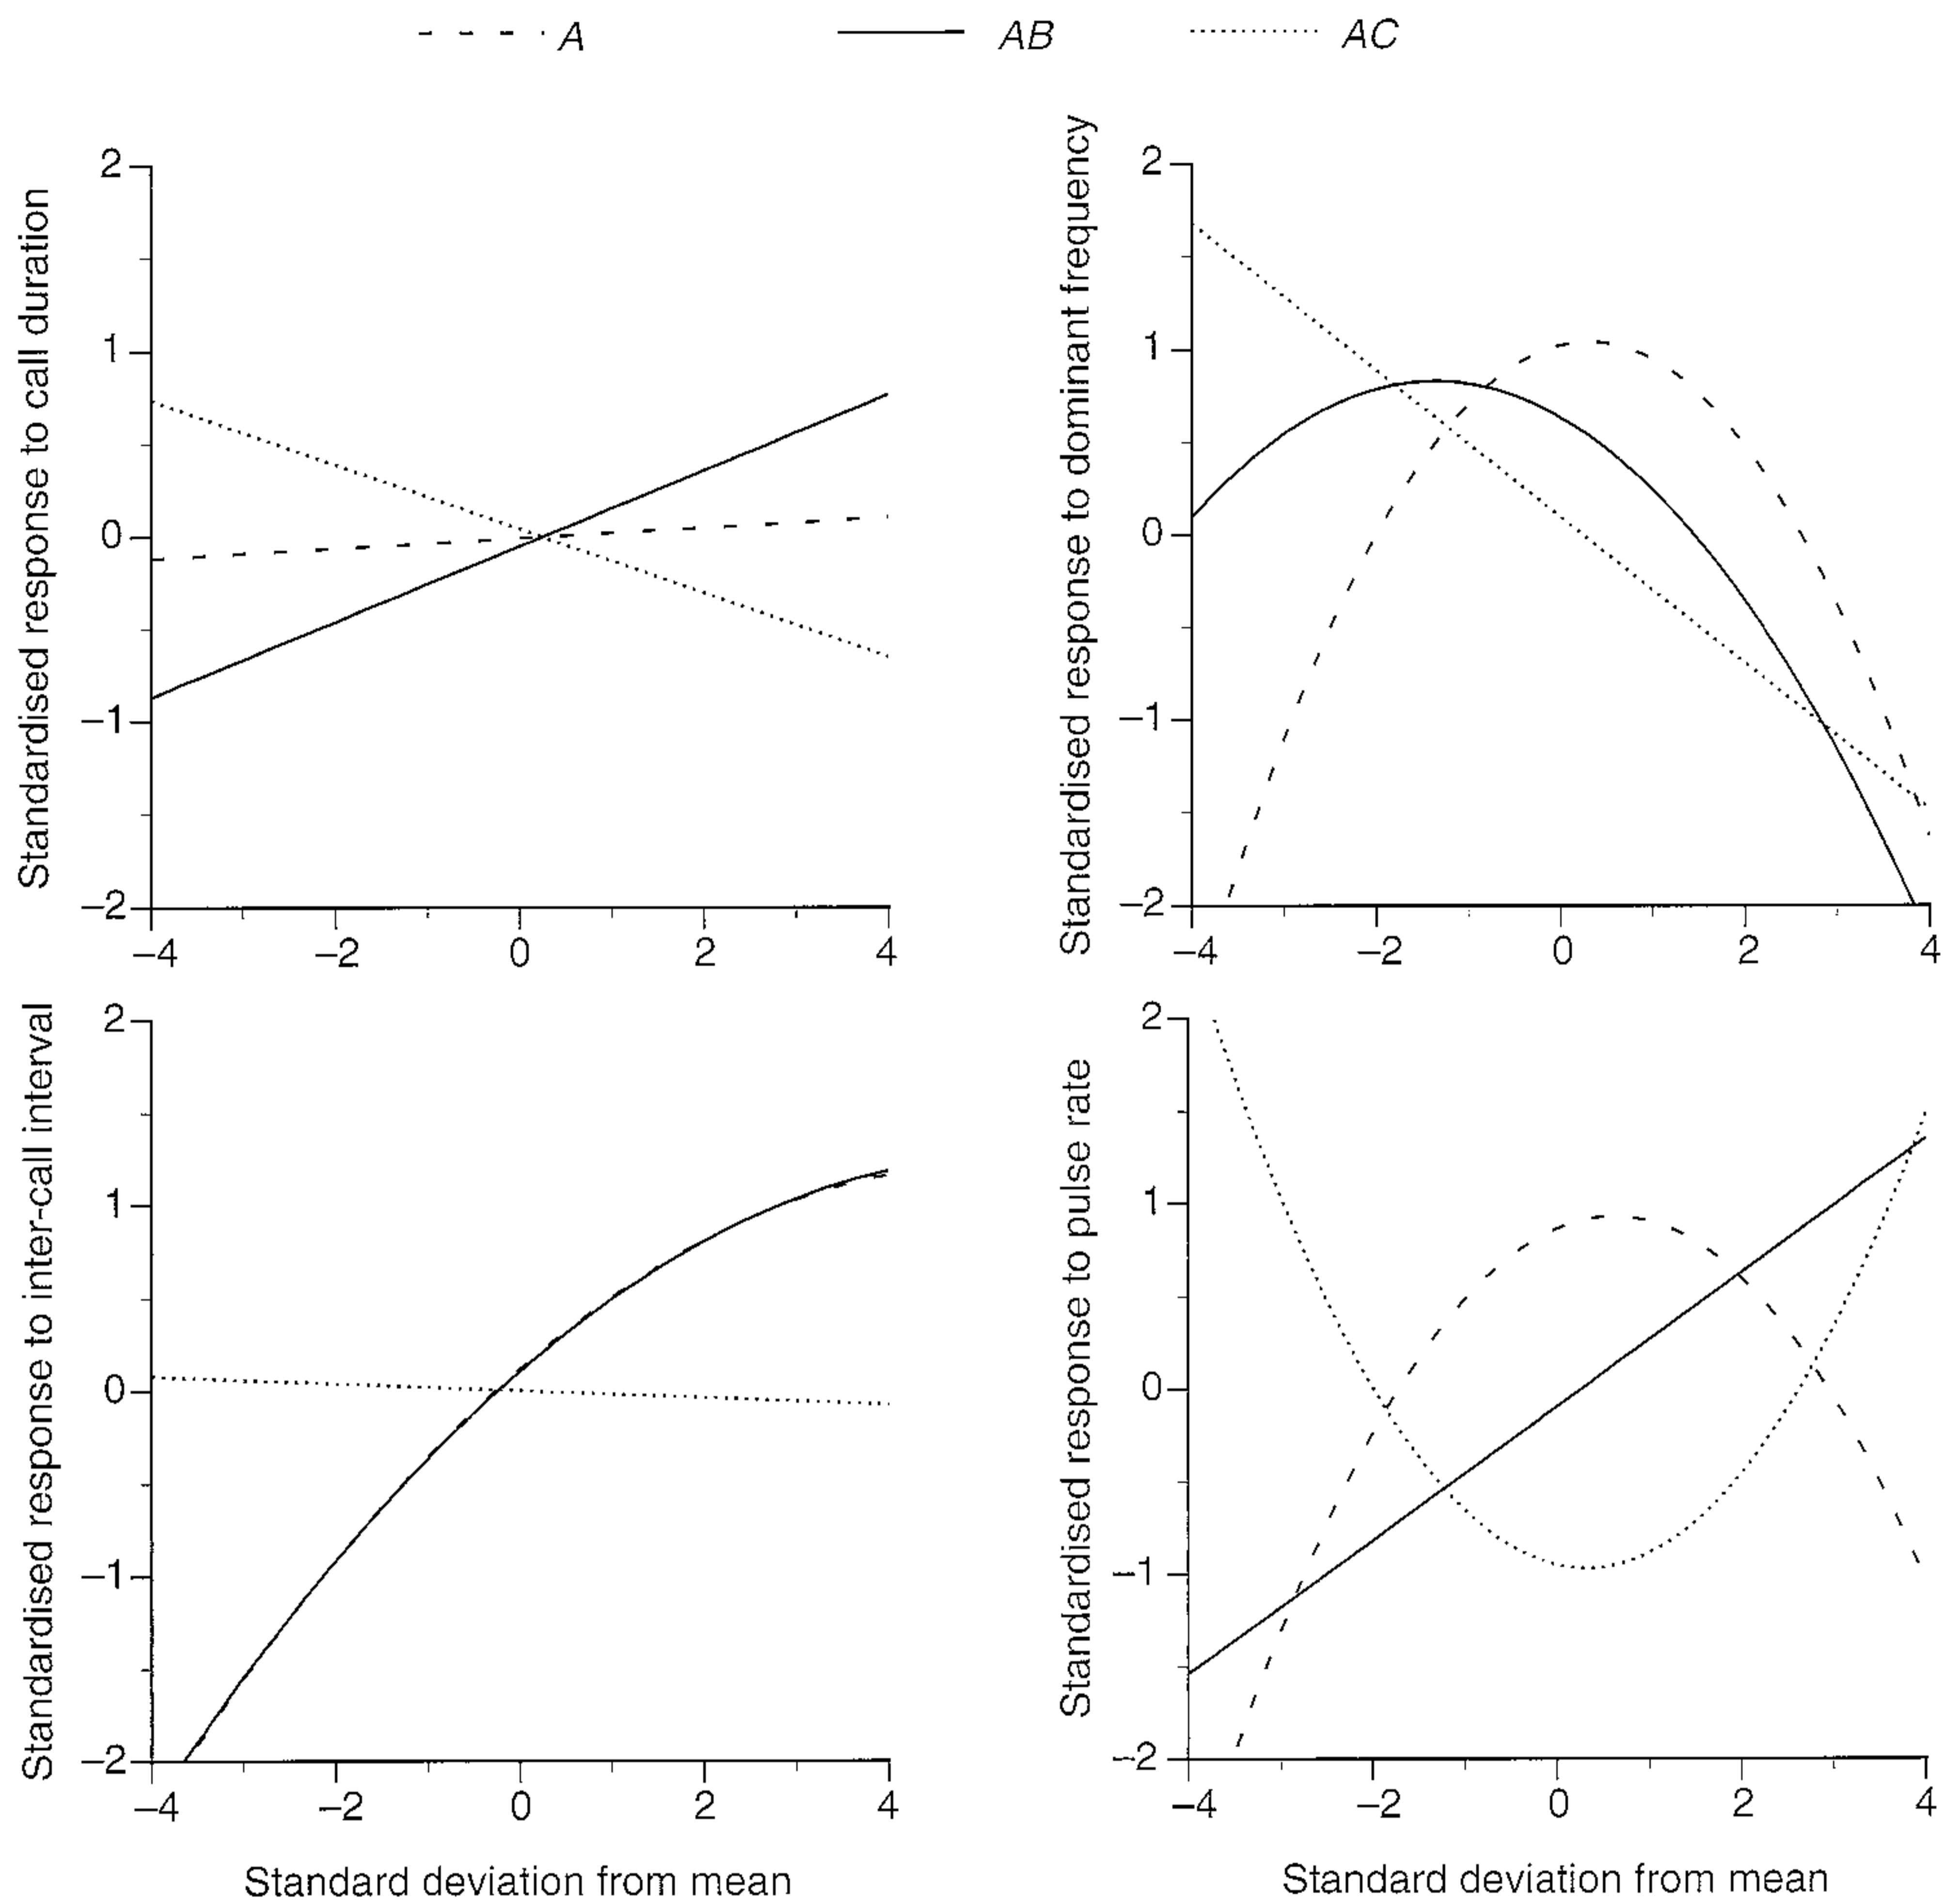 A AB AC
Standardised response to call duration
2
1
0
−1
−2
−4 −2 0 2 4
Standardised response to dominant frequency
2
1
0
−1
−2
−4 −2 0 2 4
Standardised response to inter-call interval
2
1
0
−1
−2
−4 −2 0 2 4
Standard deviation from mean
Standardised response to pulse rate
2
1
0
−1
−2
−4 −2 0 2 4
Standard deviation from mean